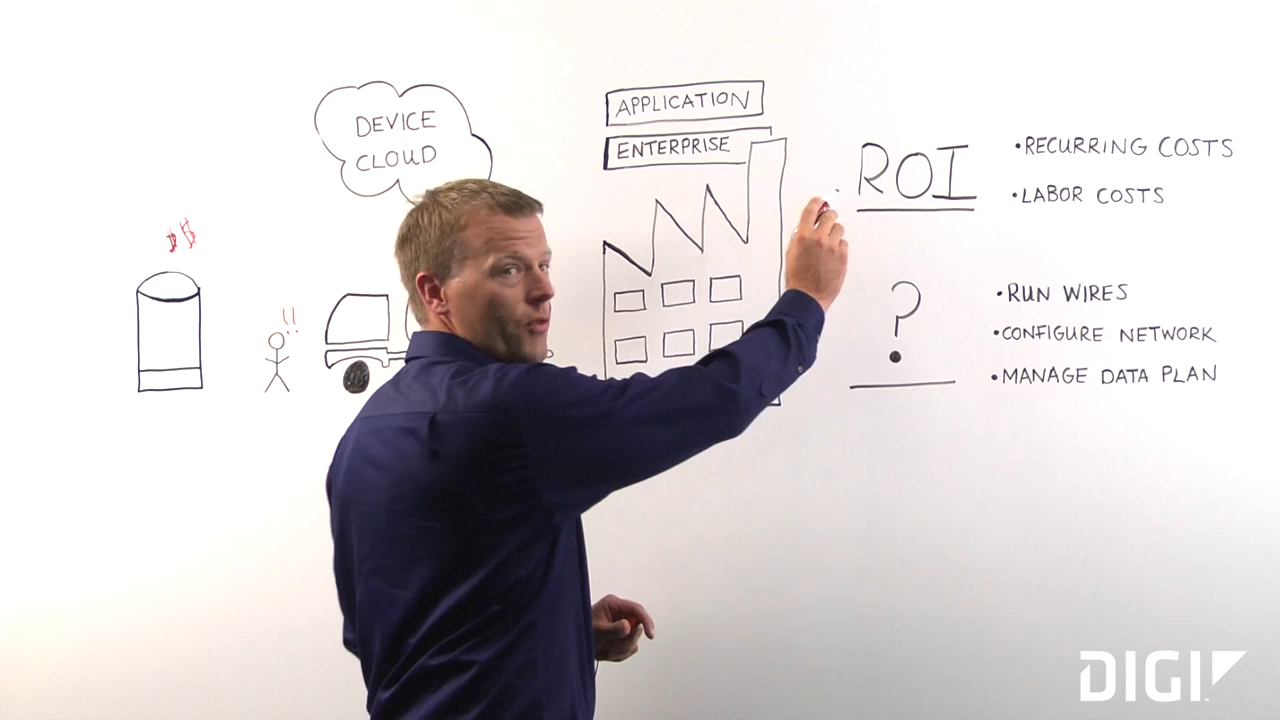 DEVICE
CLOUD
APPLICATION
ENTERPRISE
ROI
•RECURRING COSTS
•LABOR COSTS
$$
!!
?
•RUN WIRES
•CONFIGURE NETWORK
•MANAGE DATA PLAN
DIGI